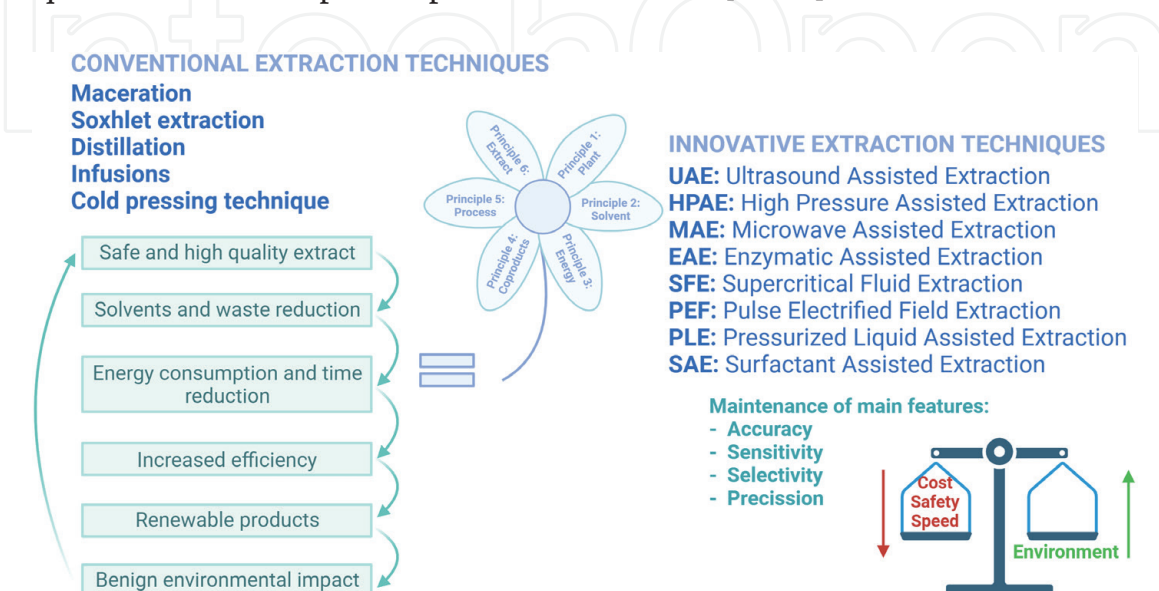 CONVENTIONAL EXTRACTION TECHNIQUES
Maceration
Soxhlet extraction
Distillation
Infusions
Cold pressing technique
Safe and high quality extract
Solvents and waste reduction
Energy consumption and time
reduction
Increased efficiency
Renewable products
Benign environmental impact
Principle 1:
Plant
Principle 2:
Solvent
Principle 3:
Energy
Principle 4:
Coproducts
Principle 5:
Process
Principle 6:
Extract
INNOVATIVE EXTRACTION TECHNIQUES
UAE: Ultrasound Assisted Extraction
HPAE: High Pressure Assisted Extraction
MAE: Microwave Assisted Extraction
EAE: Enzymatic Assisted Extraction
SFE: Supercritical Fluid Extraction
PEF: Pulse Electrified Field Extraction
PLE: Pressurized Liquid Assisted Extraction
SAE: Surfactant Assisted Extraction
Maintenance of main features:
- Accuracy
- Sensitivity
- Selectivity
- Precission
Cost
Safety
Speed
Environment
IntechOpen